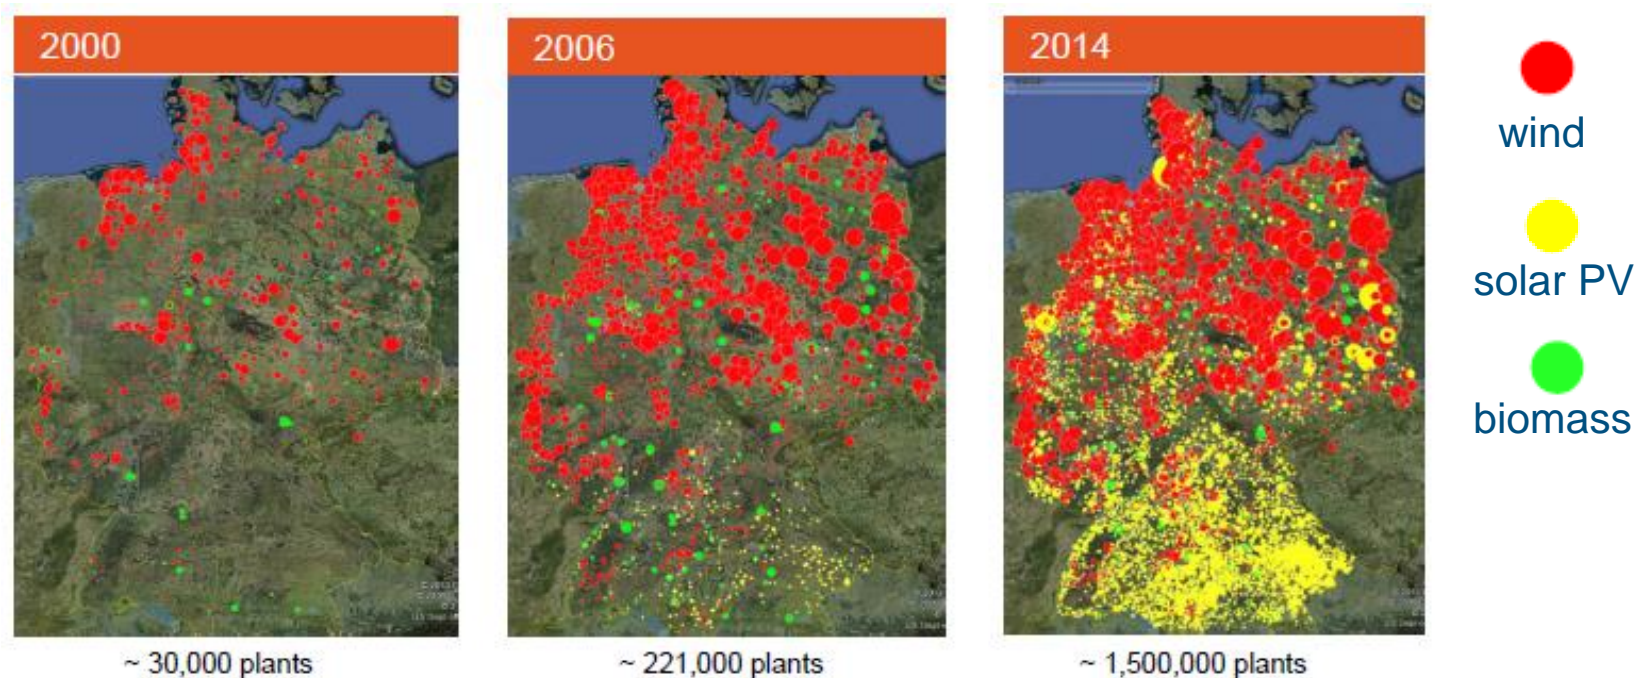 2000
2006
2014
wind
solar PV
biomass
~ 30,000 plants
~ 221,000 plants
~ 1,500,000 plants